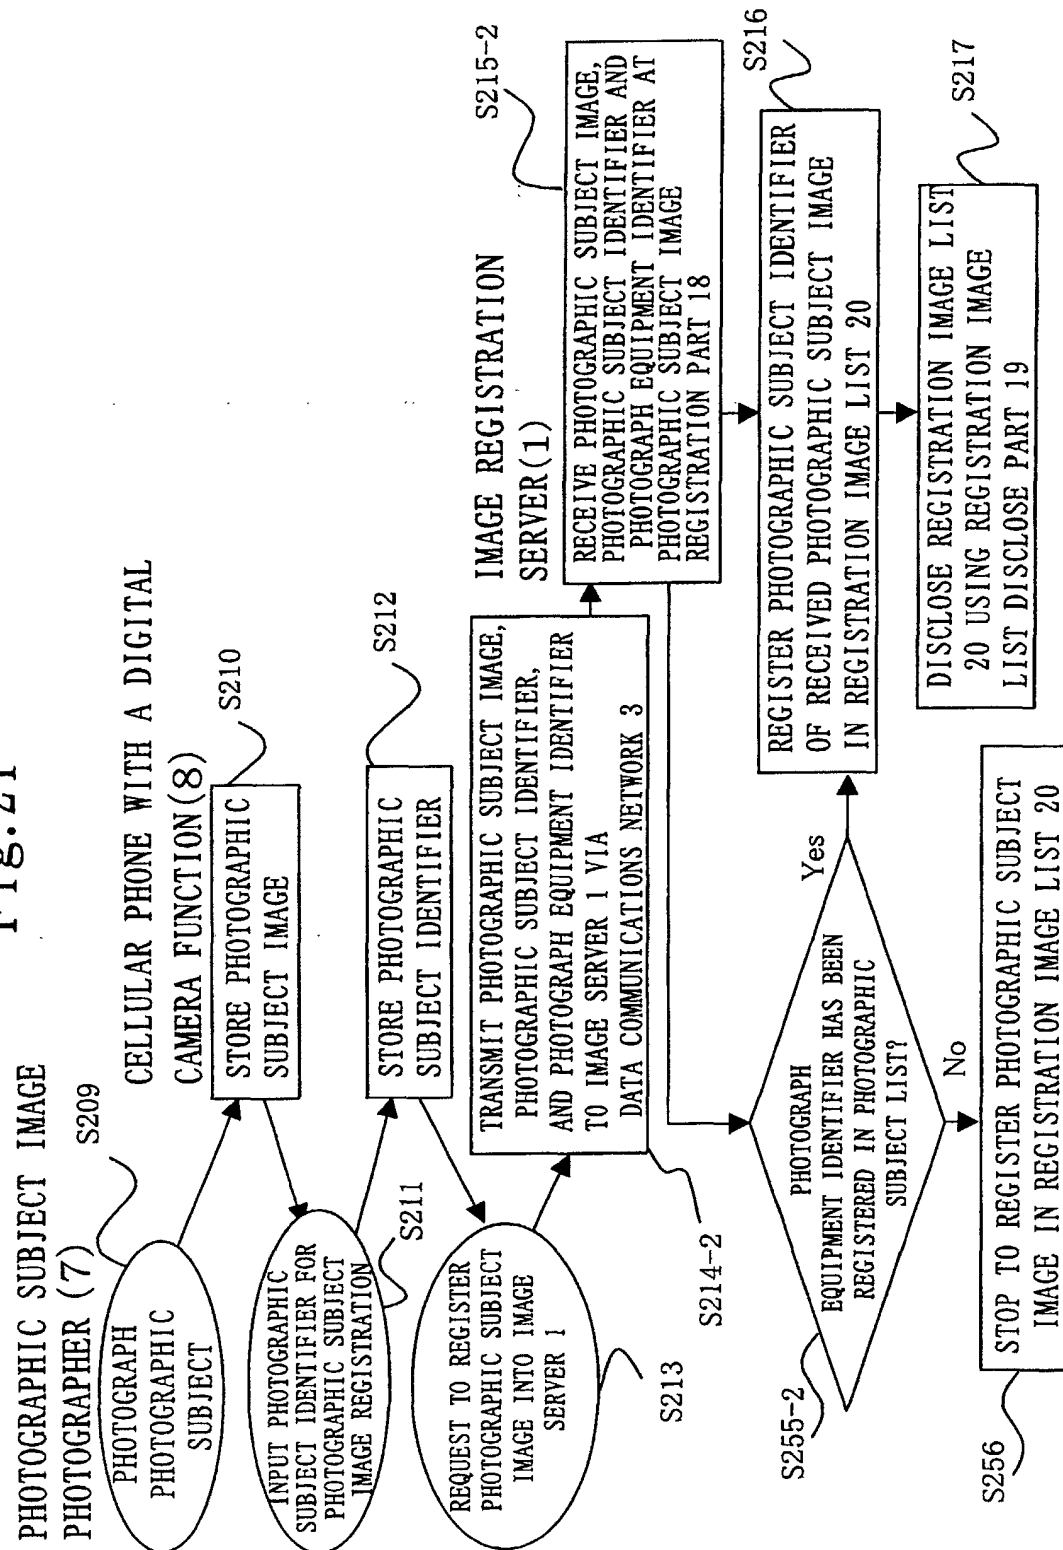 Fig.21
PHOTOGRAPHIC SUBJECT IMAGE
PHOTOGRAPHER (7)
CELLULAR PHONE WITH A DIGITAL
CAMERA FUNCTION(8)
IMAGE REGISTRATION
SERVER(1)
S209
PHOTOGRAPH
PHOTOGRAPHIC
SUBJECT
S210
STORE PHOTOGRAPHIC
SUBJECT IMAGE
INPUT PHOTOGRAPHIC
SUBJECT IDENTIFIER FOR
PHOTOGRAPHIC SUBJECT
IMAGE REGISTRATION
S211
S212
STORE PHOTOGRAPHIC
SUBJECT IDENTIFIER
REQUEST TO REGISTER
PHOTOGRAPHIC SUBJECT
IMAGE INTO IMAGE
SERVER 1
S213
TRANSMIT PHOTOGRAPHIC SUBJECT IMAGE,
PHOTOGRAPHIC SUBJECT IDENTIFIER,
AND PHOTOGRAPH EQUIPMENT IDENTIFIER
TO IMAGE SERVER 1 VIA
DATA COMMUNICATIONS NETWORK 3
S214-2
S215-2
RECEIVE PHOTOGRAPHIC SUBJECT IMAGE,
PHOTOGRAPHIC SUBJECT IDENTIFIER AND
PHOTOGRAPH EQUIPMENT IDENTIFIER AT
PHOTOGRAPHIC SUBJECT IMAGE
REGISTRATION PART 18
PHOTOGRAPH
EQUIPMENT IDENTIFIER HAS BEEN
REGISTERED IN PHOTOGRAPHIC
SUBJECT LIST?
S255-2
Yes
No
S216
REGISTER PHOTOGRAPHIC SUBJECT IDENTIFIER
OF RECEIVED PHOTOGRAPHIC SUBJECT IMAGE
IN REGISTRATION IMAGE LIST 20
S217
DISCLOSE REGISTRATION IMAGE LIST
20 USING REGISTRATION IMAGE
LIST DISCLOSE PART 19
S256
STOP TO REGISTER PHOTOGRAPHIC SUBJECT
IMAGE IN REGISTRATION IMAGE LIST 20